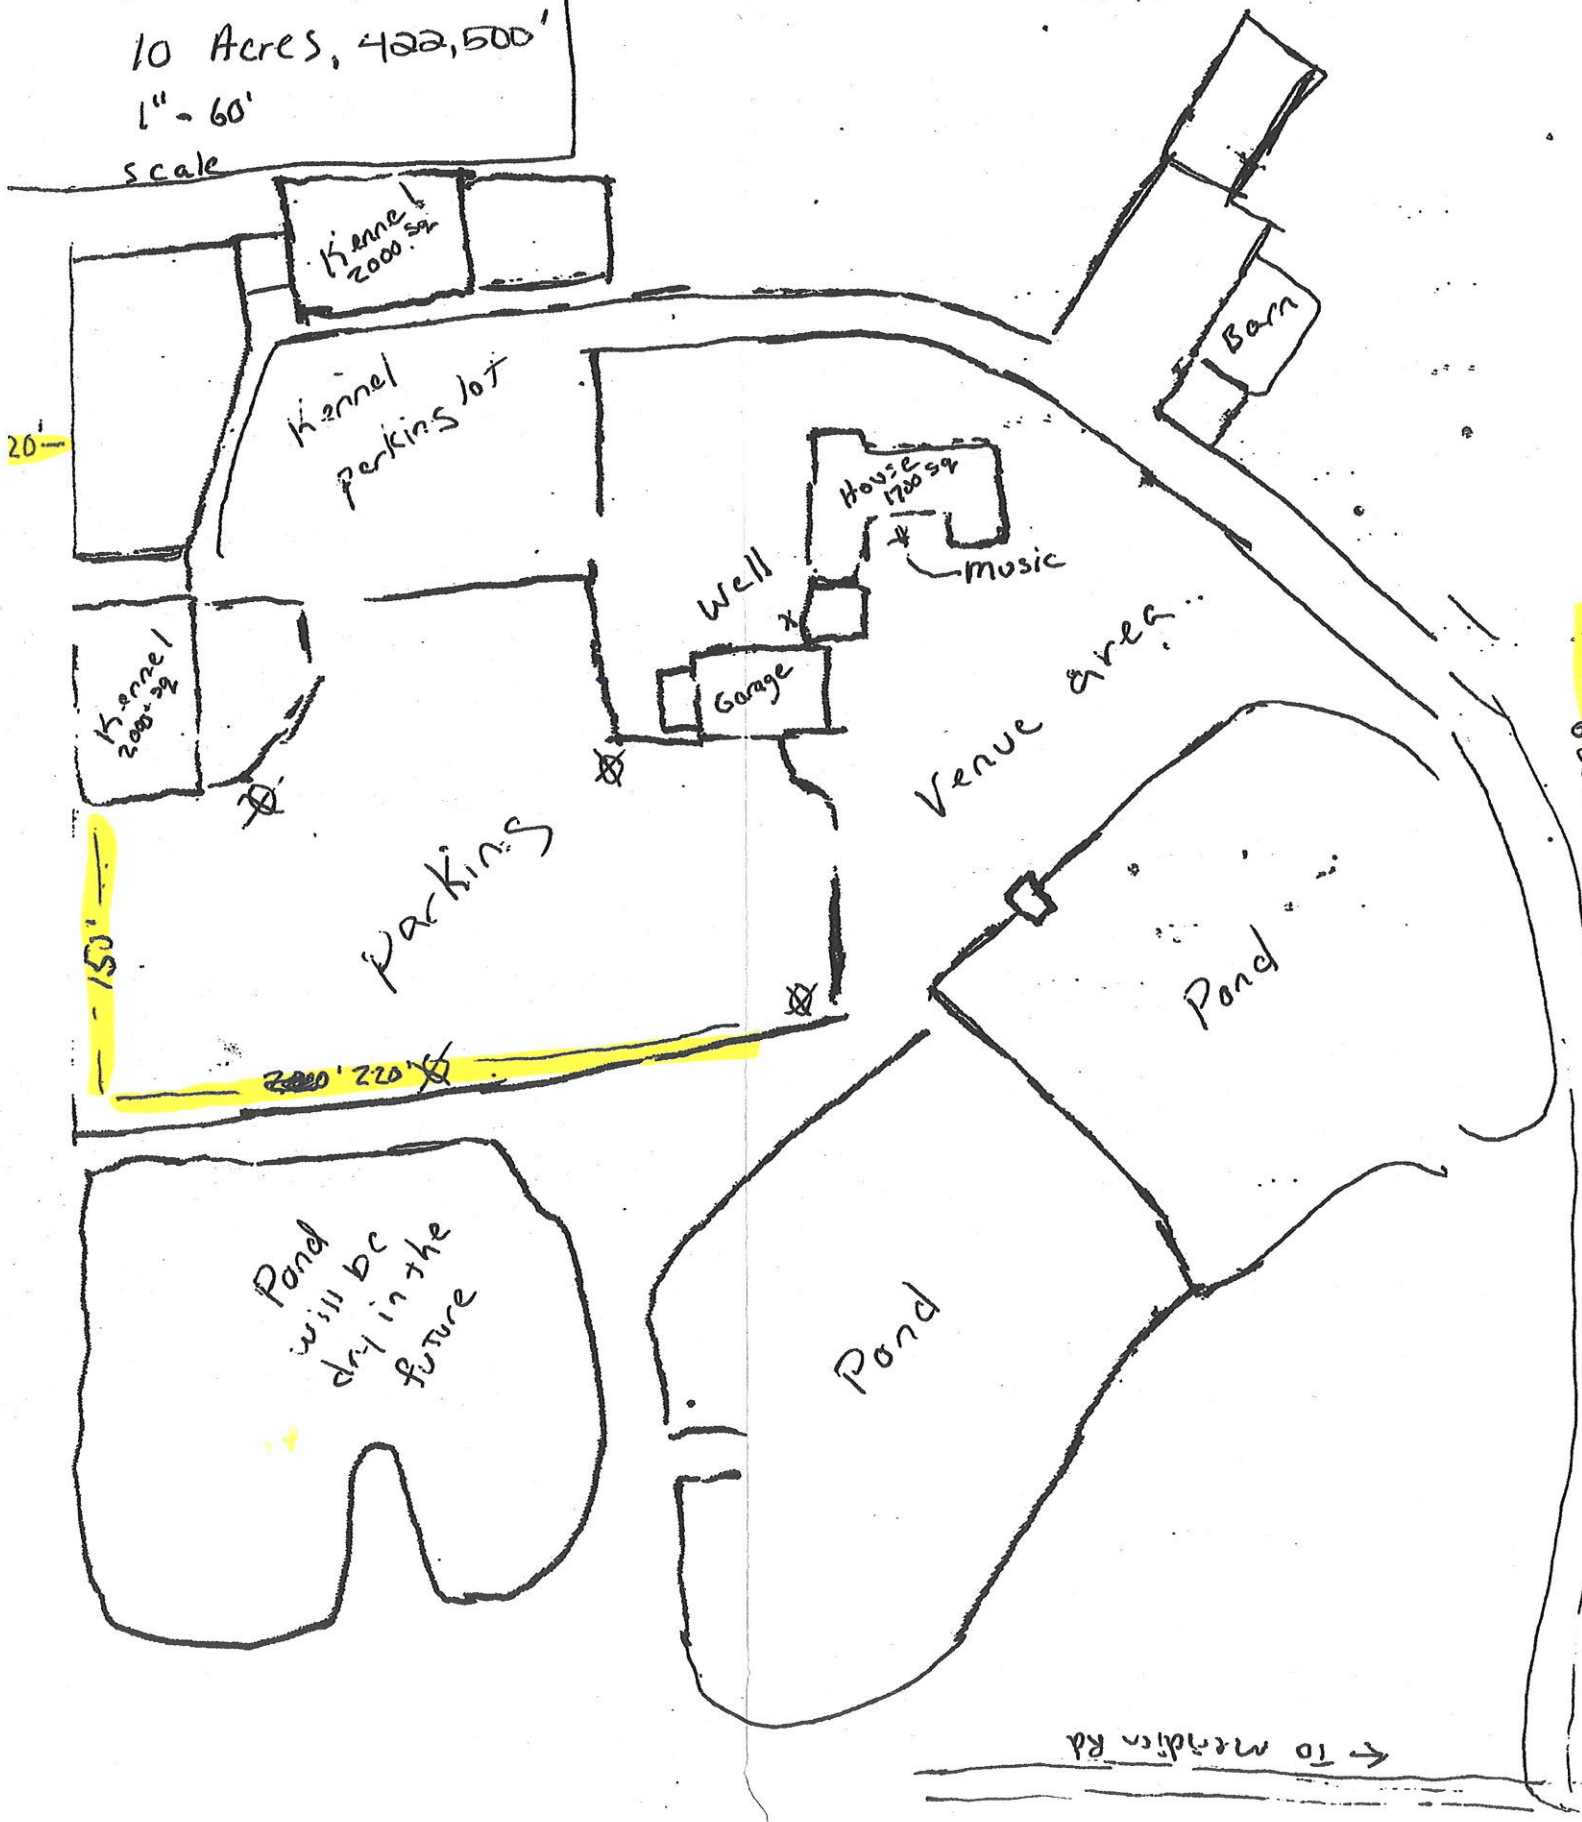 10 Acres, 422,500'
1" - 60'
scale
Kennel
2000 sq
Barn
Kennel
parking lot
20'
House
1700 sq
music
Well
x
Garage
Kennel
2000 sq
Venue area..
parking
150'
220'
Pond
Pond
will be
dry in the
future
Pond
← To meridian Rd